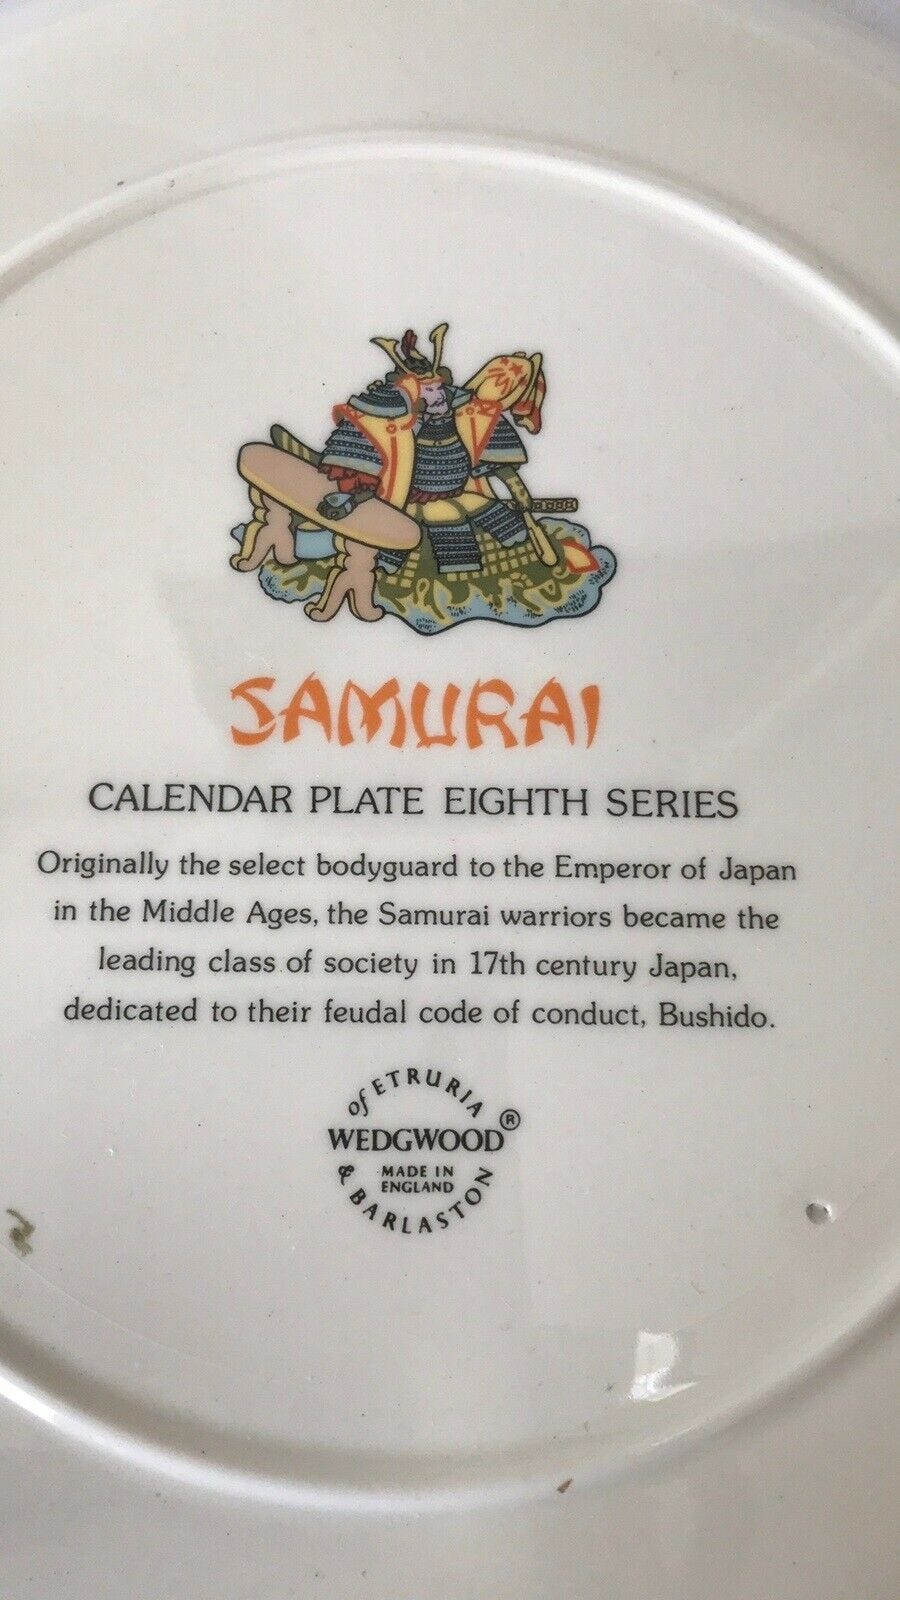 SAMURAI
CALENDAR PLATE EIGHTH SERIES
Originally the select bodyguard to the Emperor of Japan
in the Middle Ages, the Samurai warriors became the
leading class of society in 17th century Japan,
dedicated to their feudal code of conduct, Bushido.
of ETRURIA
WEDGWOOD®
MADE IN
ENGLAND
& BARLASTON